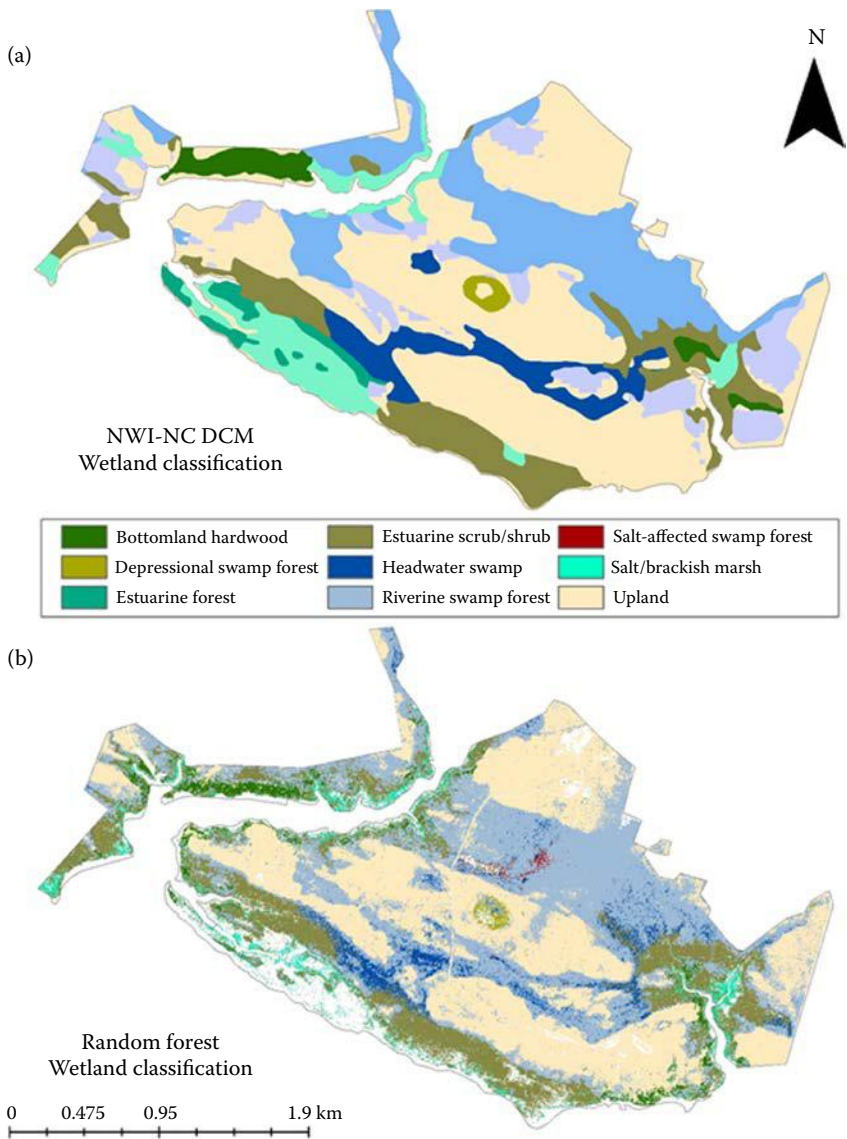 (a)
N
NWI-NC DCM
Wetland classification
Bottomland hardwood
Estuarine scrub/shrub
Salt-affected swamp forest
Depressional swamp forest
Headwater swamp
Salt/brackish marsh
Estuarine forest
Riverine swamp forest
Upland
(b)
Random forest
Wetland classification
0 0.475 0.95 1.9 km